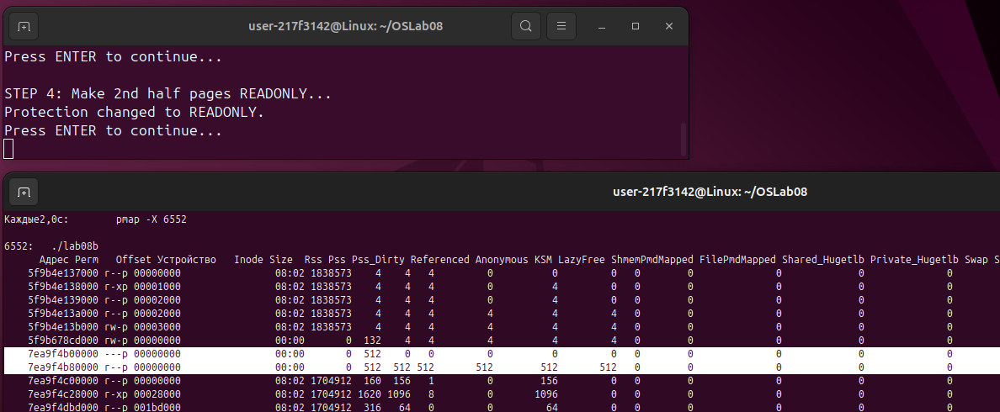 user-217f3142@Linux: ~/OSLab08
Press ENTER to continue...
STEP 4: Make 2nd half pages READONLY...
Protection changed to READONLY.
Press ENTER to continue...
user-217f3142@Linux: ~/OSLab08
Каждые2,0с: pmap -X 6552
6552: ./lab08b
Адрес Perm Offset Устройство Inode Size Rss Pss Pss_Dirty Referenced Anonymous KSM LazyFree ShmemPmdMapped FilePmdMapped Shared_Hugetlb Private_Hugetlb Swap S
5f9b4e137000 r--p 00000000 08:02 1838573 4 4 4 0 0 0 0 0 0 0
5f9b4e138000 r-xp 00001000 08:02 1838573 4 4 4 0 4 0 0 0 0 0
5f9b4e139000 r--p 00002000 08:02 1838573 4 4 4 0 4 0 0 0 0 0
5f9b4e13a000 r--p 00002000 08:02 1838573 4 4 4 4 4 4 0 0 0 0
5f9b4e13b000 rw-p 00003000 08:02 1838573 4 4 4 4 4 4 0 0 0 0
5f9b678cd000 rw-p 00000000 00:00 0 132 4 4 4 4 4 0 0 0 0
7ea9f4b00000 ---p 00000000 00:00 0 512 0 0 0 0 0 0 0 0 0
7ea9f4b80000 r--p 00000000 00:00 0 512 512 512 512 512 512 0 0 0 0
7ea9f4c00000 r--p 00000000 08:02 1704912 160 156 1 0 156 0 0 0 0 0
7ea9f4c28000 r-xp 00028000 08:02 1704912 1620 1096 8 0 1096 0 0 0 0 0
7ea9f4dbd000 r--p 001bd000 08:02 1704912 316 64 0 0 64 0 0 0 0 0